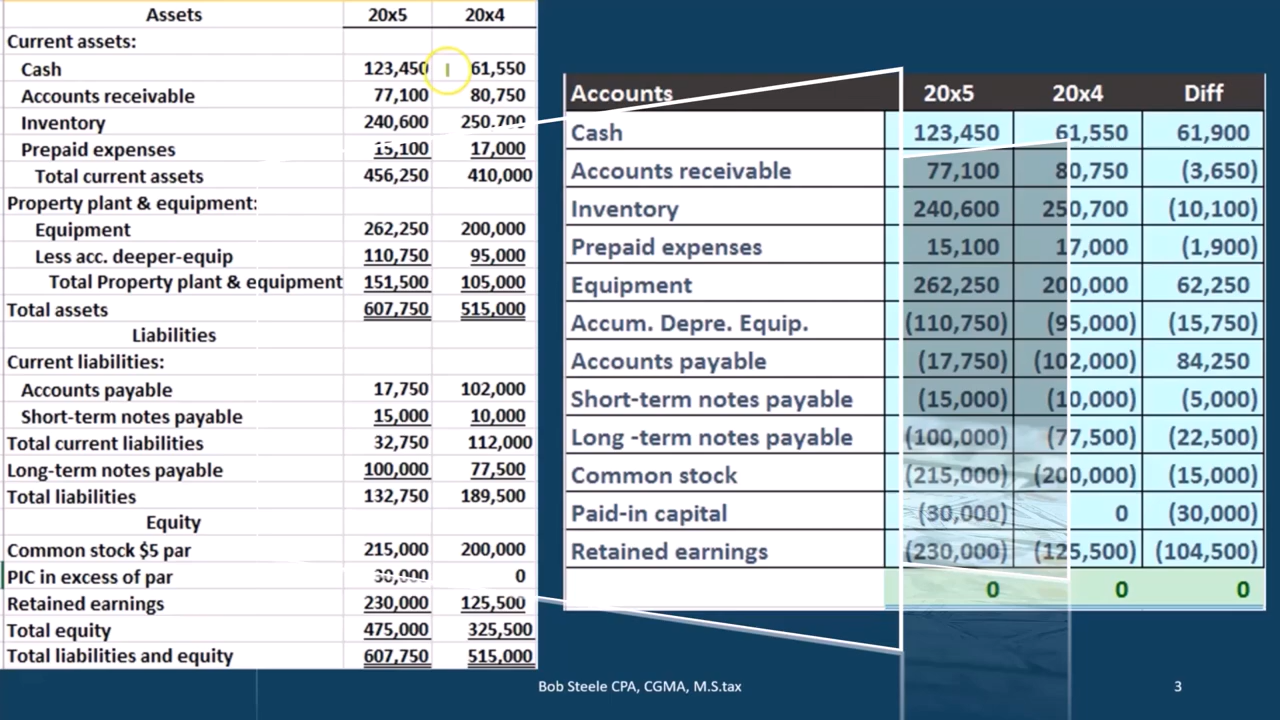 Assets 20x5 20x4
Current assets:
Cash 123,450 61,550
Accounts receivable 77,100 80,750
Inventory 240,600 250,700
Prepaid expenses 15,100 17,000
Total current assets 456,250 410,000
Property plant & equipment:
Equipment 262,250 200,000
Less acc. deeper-equip 110,750 95,000
Total Property plant & equipment 151,500 105,000
Total assets 607,750 515,000
Liabilities
Current liabilities:
Accounts payable 17,750 102,000
Short-term notes payable 15,000 10,000
Total current liabilities 32,750 112,000
Long-term notes payable 100,000 77,500
Total liabilities 132,750 189,500
Equity
Common stock $5 par 215,000 200,000
PIC in excess of par 30,000 0
Retained earnings 230,000 125,500
Total equity 475,000 325,500
Total liabilities and equity 607,750 515,000
Accounts 20x5 20x4 Diff
Cash 123,450 61,550 61,900
Accounts receivable 77,100 80,750 (3,650)
Inventory 240,600 250,700 (10,100)
Prepaid expenses 15,100 17,000 (1,900)
Equipment 262,250 200,000 62,250
Accum. Depre. Equip. (110,750) (95,000) (15,750)
Accounts payable (17,750) (102,000) 84,250
Short-term notes payable (15,000) (10,000) (5,000)
Long -term notes payable (100,000) (77,500) (22,500)
Common stock (215,000) (200,000) (15,000)
Paid-in capital (30,000) 0 (30,000)
Retained earnings (230,000) (125,500) (104,500)
0 0 0
Bob Steele CPA, CGMA, M.S.tax 3